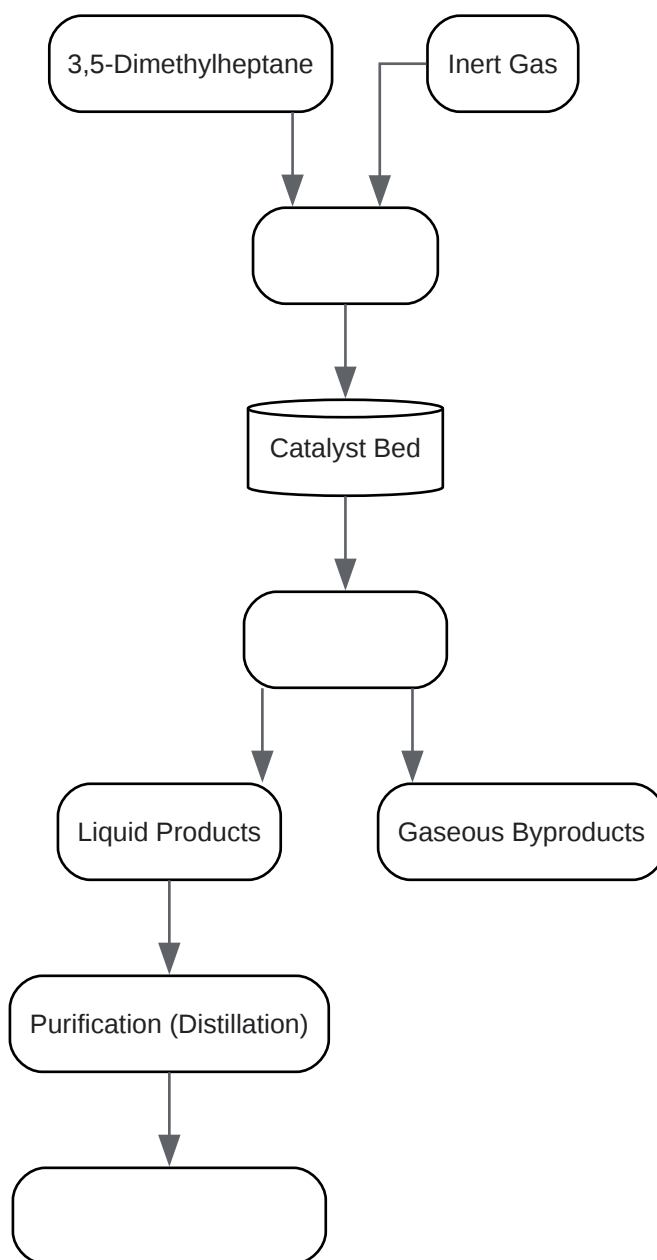 3,5-Dimethylheptane
Inert Gas
Catalyst Bed
Liquid Products
Gaseous Byproducts
Purification (Distillation)